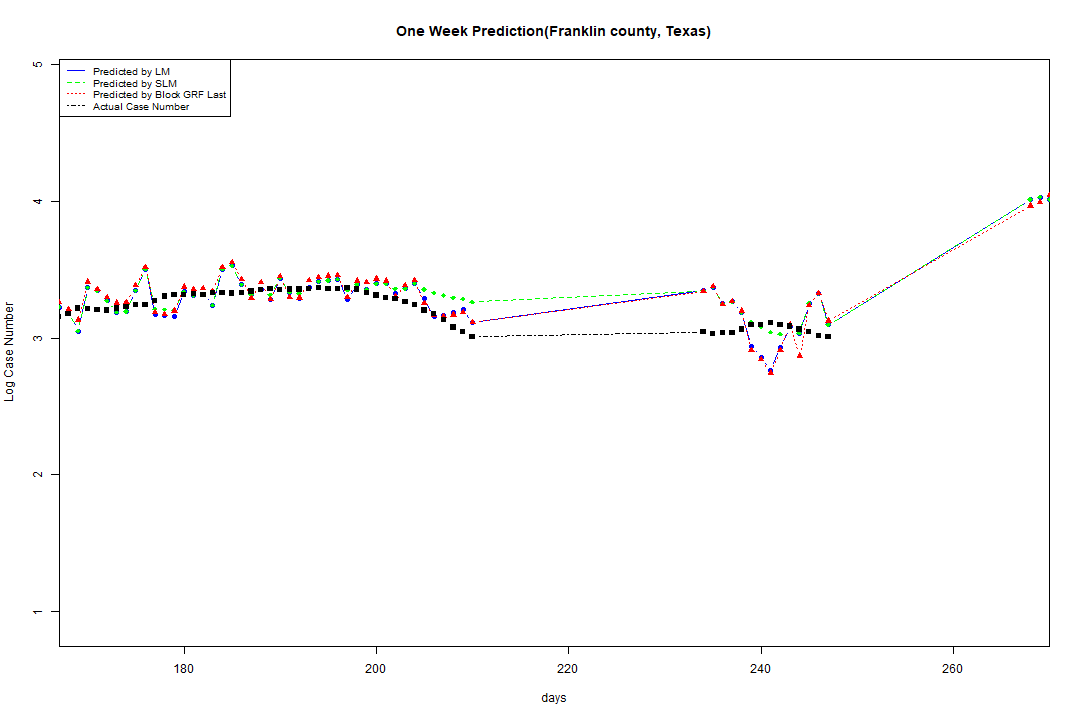 One Week Prediction(Franklin county, Texas)
Predicted by LM
Predicted by SLM
Predicted by Block GRF Last
Actual Case Number
5
4
3
2
1
Log Case Number
180 200 220 240 260
days